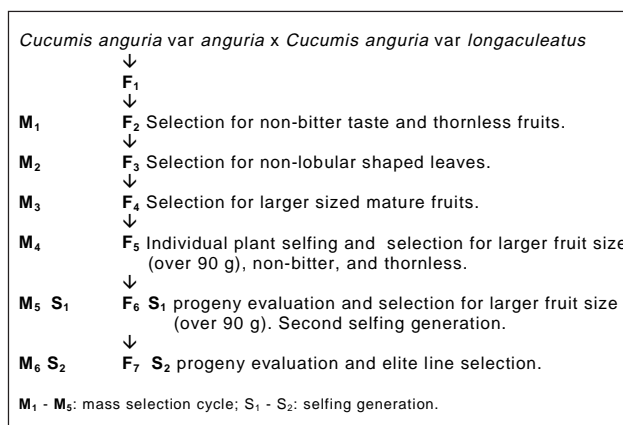 Cucumis anguria var anguria x Cucumis anguria var longaculeatus
↓
F₁
↓
M₁ F₂ Selection for non-bitter taste and thornless fruits.
↓
M₂ F₃ Selection for non-lobular shaped leaves.
↓
M₃ F₄ Selection for larger sized mature fruits.
↓
M₄ F₅ Individual plant selfing and selection for larger fruit size
(over 90 g), non-bitter, and thornless.
↓
M₅ S₁ F₆ S₁ progeny evaluation and selection for larger fruit size
(over 90 g). Second selfing generation.
↓
M₆ S₂ F₇ S₂ progeny evaluation and elite line selection.
M₁ - M₅: mass selection cycle; S₁ - S₂: selfing generation.